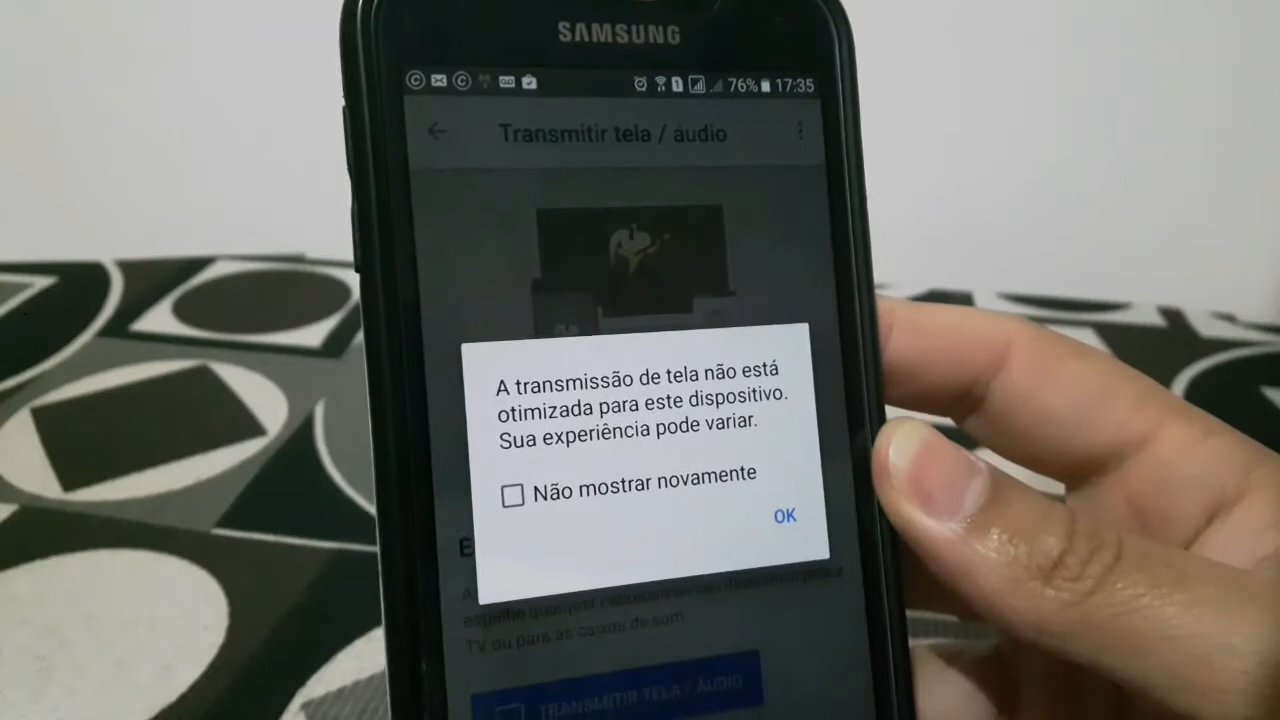 SAMSUNG
76% 17:35
Transmitir tela / áudio
A transmissão de tela não está
otimizada para este dispositivo.
Sua experiência pode variar.
Não mostrar novamente
OK
E
A
espelhe
TV ou para as caixas de som.
TRANSMITIR TELA / ÁUDIO